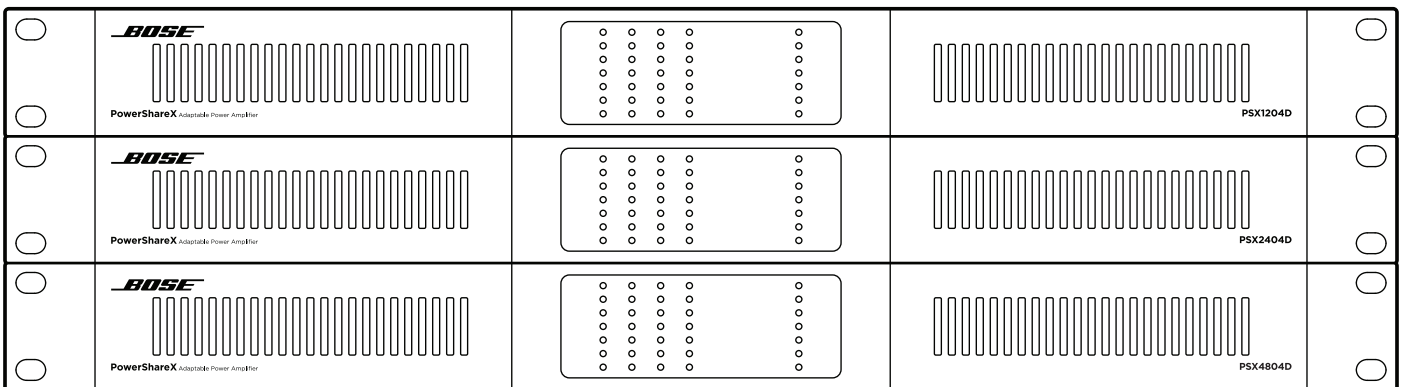 BOSE
PowerShareX Adaptable Power Amplifier
PSX1204D
BOSE
PowerShareX Adaptable Power Amplifier
PSX2404D
BOSE
PowerShareX Adaptable Power Amplifier
PSX4804D